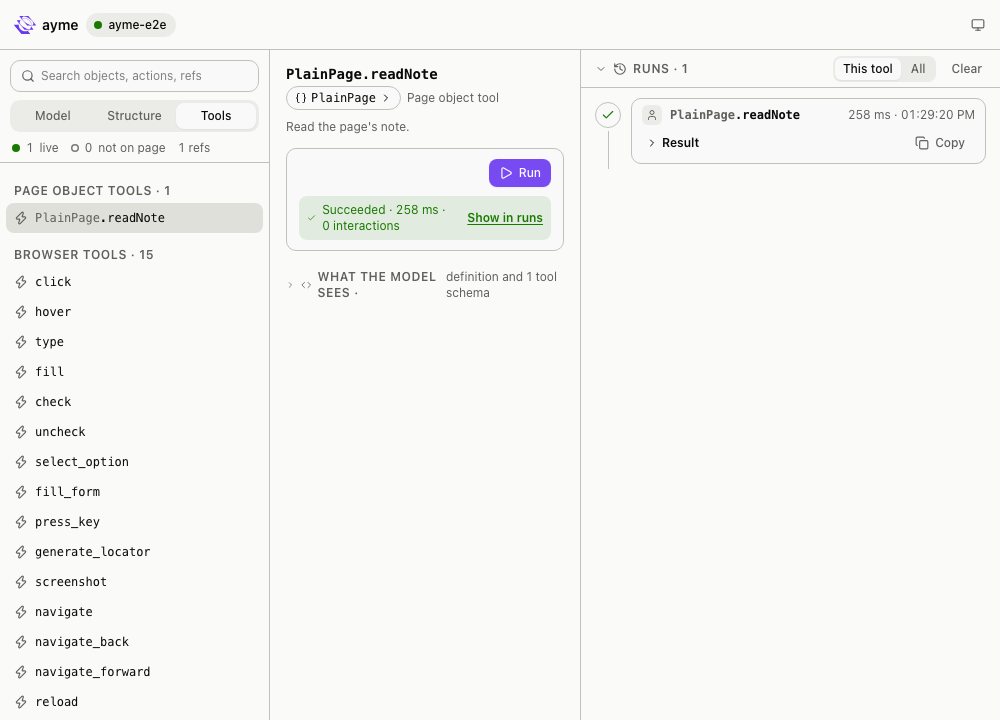 ayme
ayme-e2e
Search objects, actions, refs
Model
Structure
Tools
1 live
0 not on page
1 refs
PAGE OBJECT TOOLS · 1
PlainPage.readNote
BROWSER TOOLS · 15
click
hover
type
fill
check
uncheck
select_option
fill_form
press_key
generate_locator
screenshot
navigate
navigate_back
navigate_forward
reload
PlainPage.readNote
{} PlainPage
Page object tool
Read the page's note.
Run
Succeeded · 258 ms ·
0 interactions
Show in runs
WHAT THE MODEL
SEES ·
definition and 1 tool
schema
RUNS · 1
This tool
All
Clear
PlainPage.readNote
258 ms · 01:29:20 PM
Result
Copy